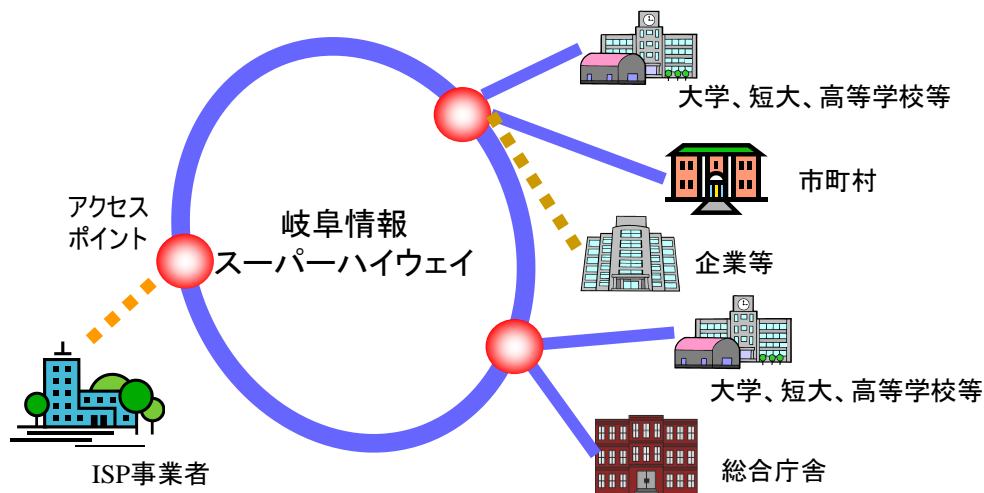 大学、短大、高等学校等
市町村
アクセス
ポイント
岐阜情報
スーパーハイウェイ
企業等
大学、短大、高等学校等
ISP事業者
総合庁舎